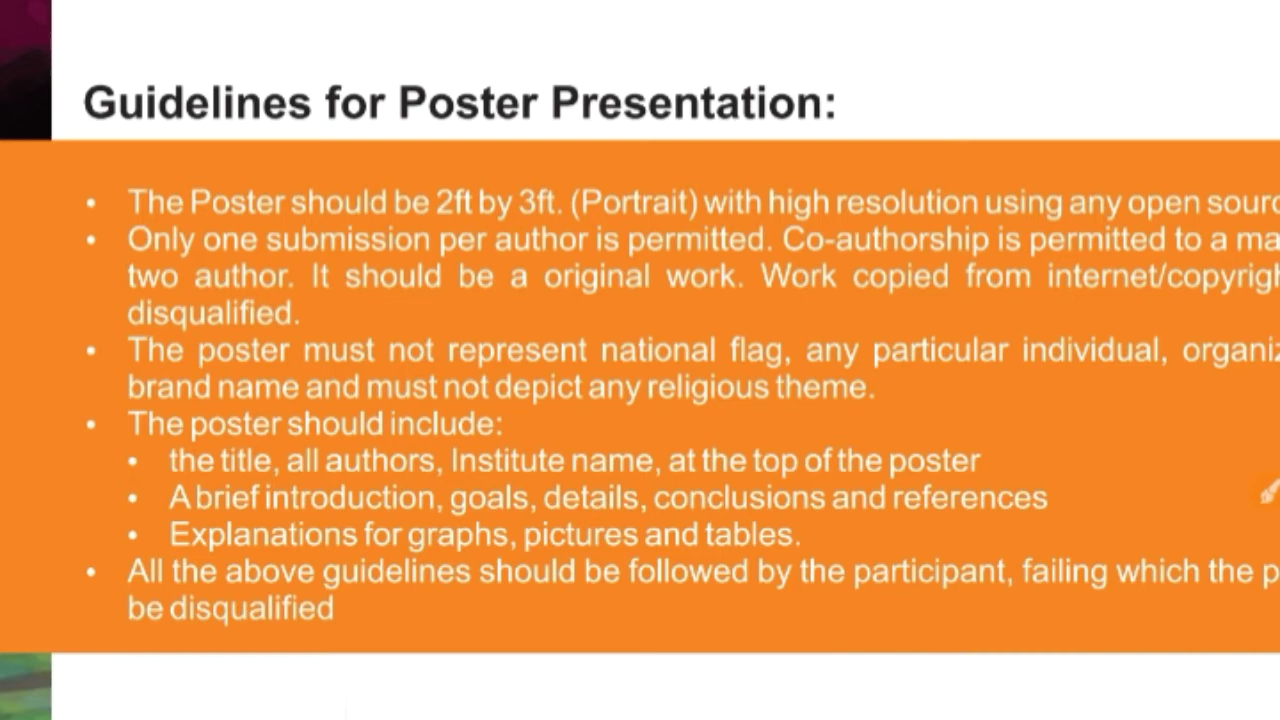 Guidelines for Poster Presentation:
• The Poster should be 2ft by 3ft. (Portrait) with high resolution using any open
• Only one submission per author is permitted. Co-authorship is permitted to a
two author. It should be a original work. Work copied from
disqualified.
• The poster must not represent national flag, any particular individual,
brand name and must not depict any religious theme.
• The poster should include:
• the title, all authors, Institute name, at the top of the poster
• A brief introduction, goals, details, conclusions and references
• Explanations for graphs, pictures and tables.
• All the above guidelines should be followed by the participant, failing which the
be disqualified